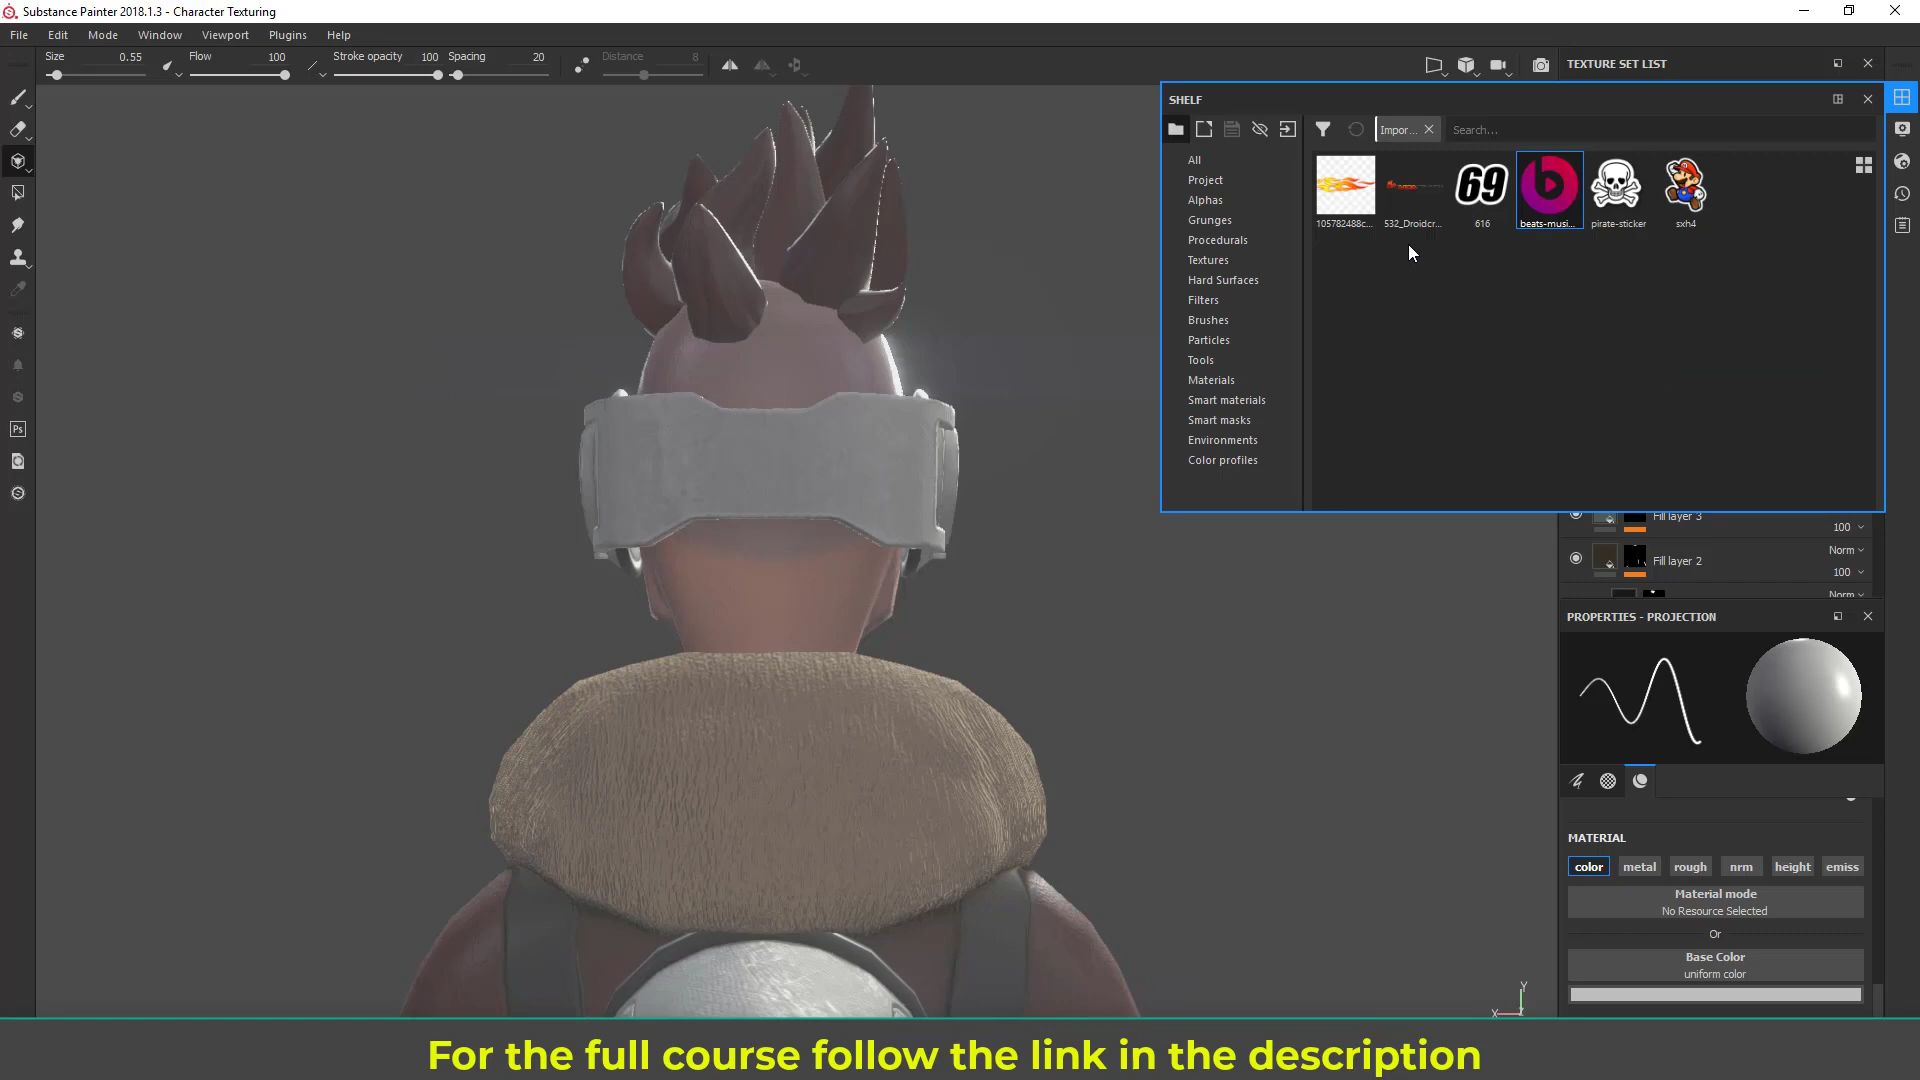 Substance Painter 2018.1.3 - Character Texturing
File Edit Mode Window Viewport Plugins Help
Size 0.55 Flow 100 Stroke opacity 100 Spacing 20 Distance 8
TEXTURE SET LIST
SHELF
Impor... Search...
All
Project
Alphas
Grunges
Procedurals
Textures
Hard Surfaces
Filters
Brushes
Particles
Tools
Materials
Smart materials
Smart masks
Environments
Color profiles
69
105782488c... 532_Droidcr... 616 beats-musi... pirate-sticker sxh4
Ps
Fill layer 3
100
Norm
Fill layer 2
100
Norm
PROPERTIES - PROJECTION
MATERIAL
color metal rough nrm height emiss
Material mode
No Resource Selected
Or
Base Color
uniform color
Y
X
For the full course follow the link in the description